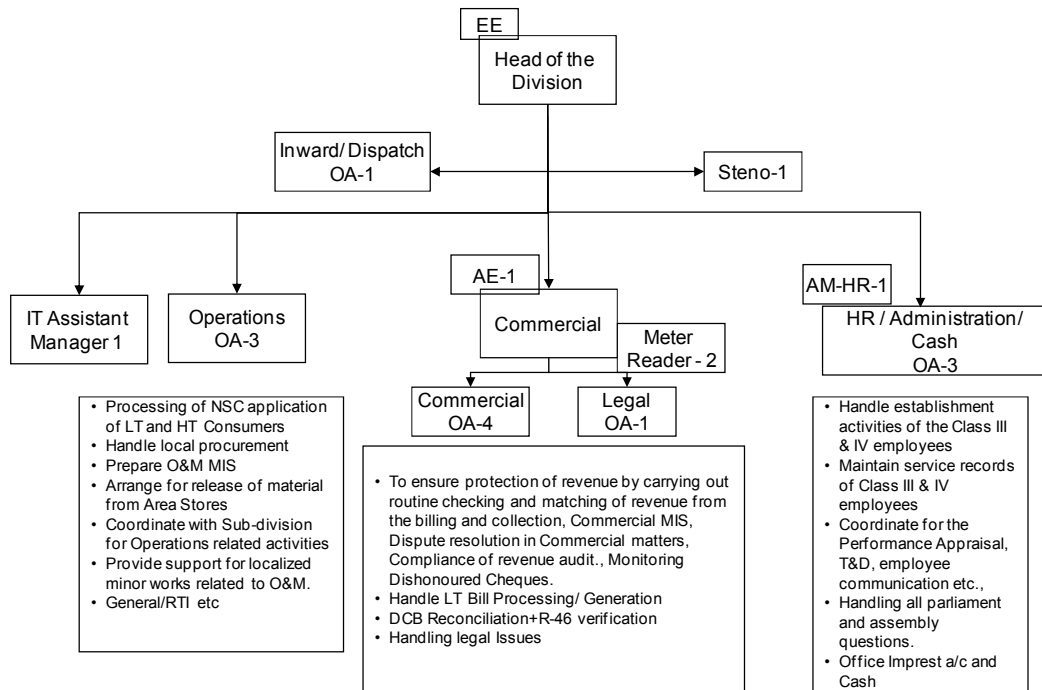 EE
Head of the
Division
Inward/ Dispatch
OA-1
Steno-1
IT Assistant
Manager 1
Operations
OA-3
AE-1
Commercial
Meter
Reader - 2
Commercial
OA-4
Legal
OA-1
AM-HR-1
HR / Administration/
Cash
OA-3
• Processing of NSC application
of LT and HT Consumers
• Handle local procurement
• Prepare O&M MIS
• Arrange for release of material
from Area Stores
• Coordinate with Sub-division
for Operations related activities
• Provide support for localized
minor works related to O&M.
• General/RTI etc
• To ensure protection of revenue by carrying out
routine checking and matching of revenue from
the billing and collection, Commercial MIS,
Dispute resolution in Commercial matters,
Compliance of revenue audit., Monitoring
Dishonoured Cheques.
• Handle LT Bill Processing/ Generation
• DCB Reconciliation+R-46 verification
• Handling legal Issues
• Handle establishment
activities of the Class III
& IV employees
• Maintain service records
of Class III & IV
employees
• Coordinate for the
Performance Appraisal,
T&D, employee
communication etc.,
• Handling all parliament
and assembly
questions.
• Office Imprest a/c and
Cash